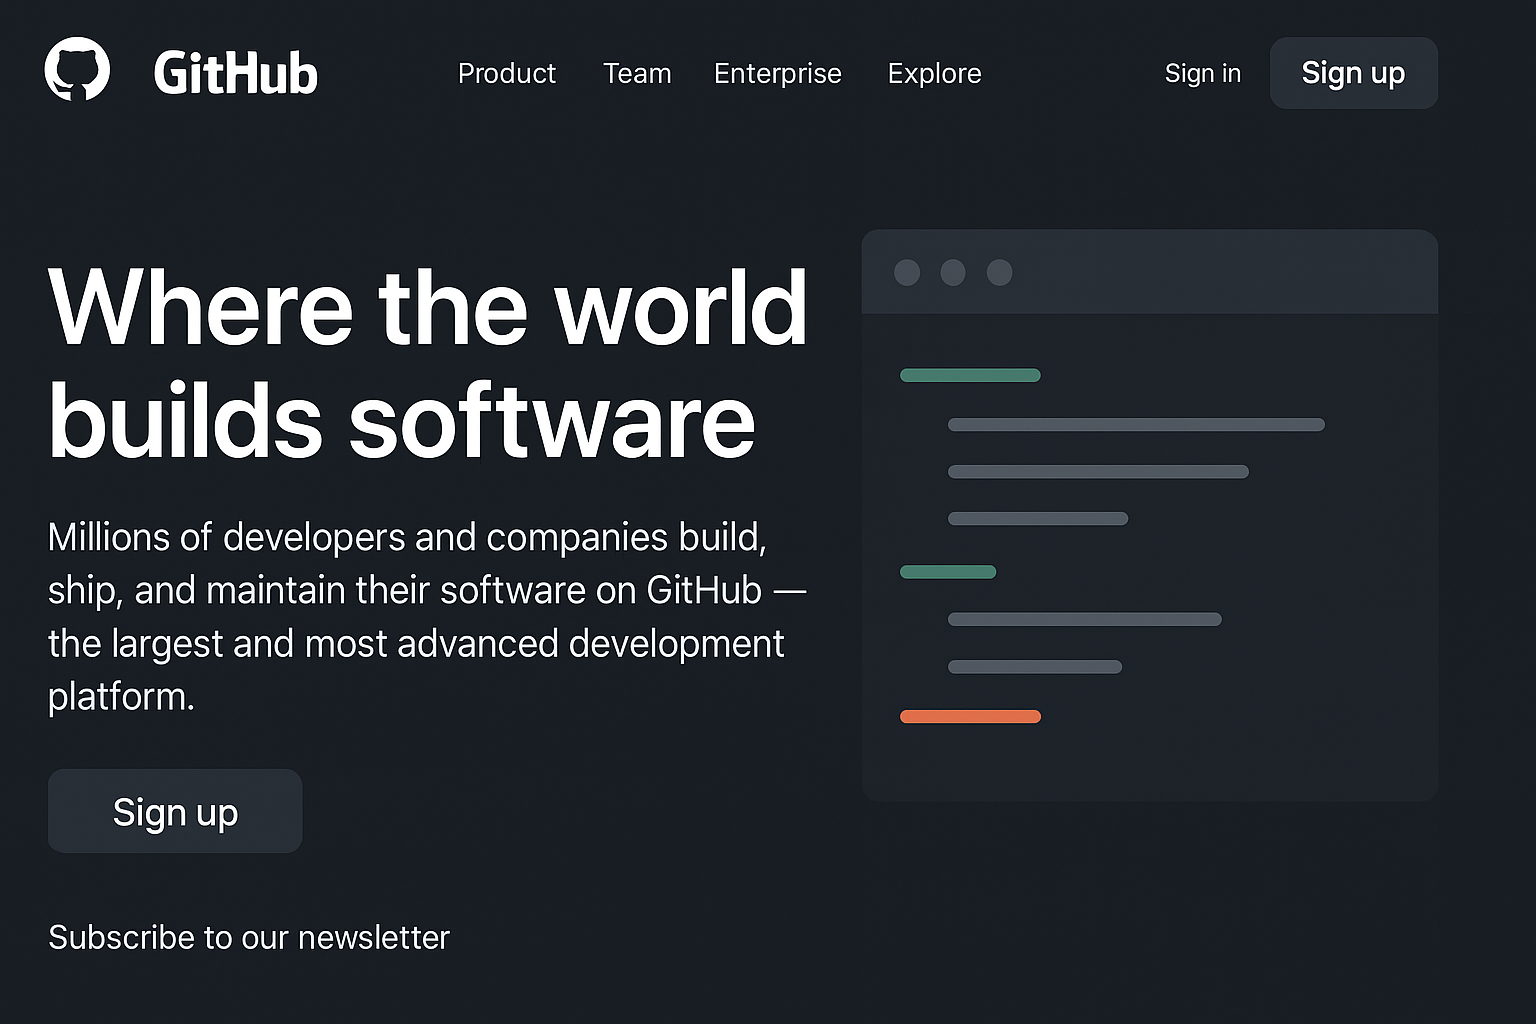 GitHub
Product
Team
Enterprise
Explore
Sign in
Sign up
Where the world
builds software
Millions of developers and companies build,
ship, and maintain their software on GitHub —
the largest and most advanced development
platform.
Sign up
Subscribe to our newsletter